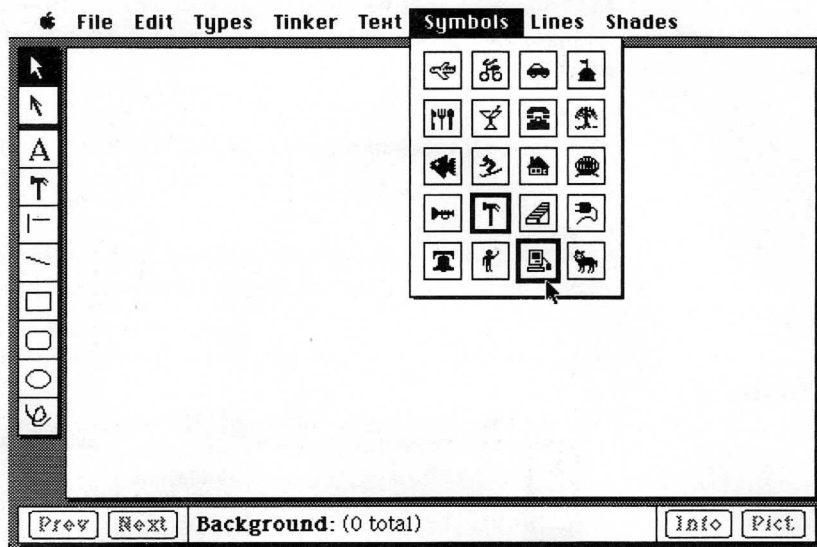 File Edit Types Tinker Text Symbols Lines Shades
A
Prev Next Background: (0 total) Info Pict